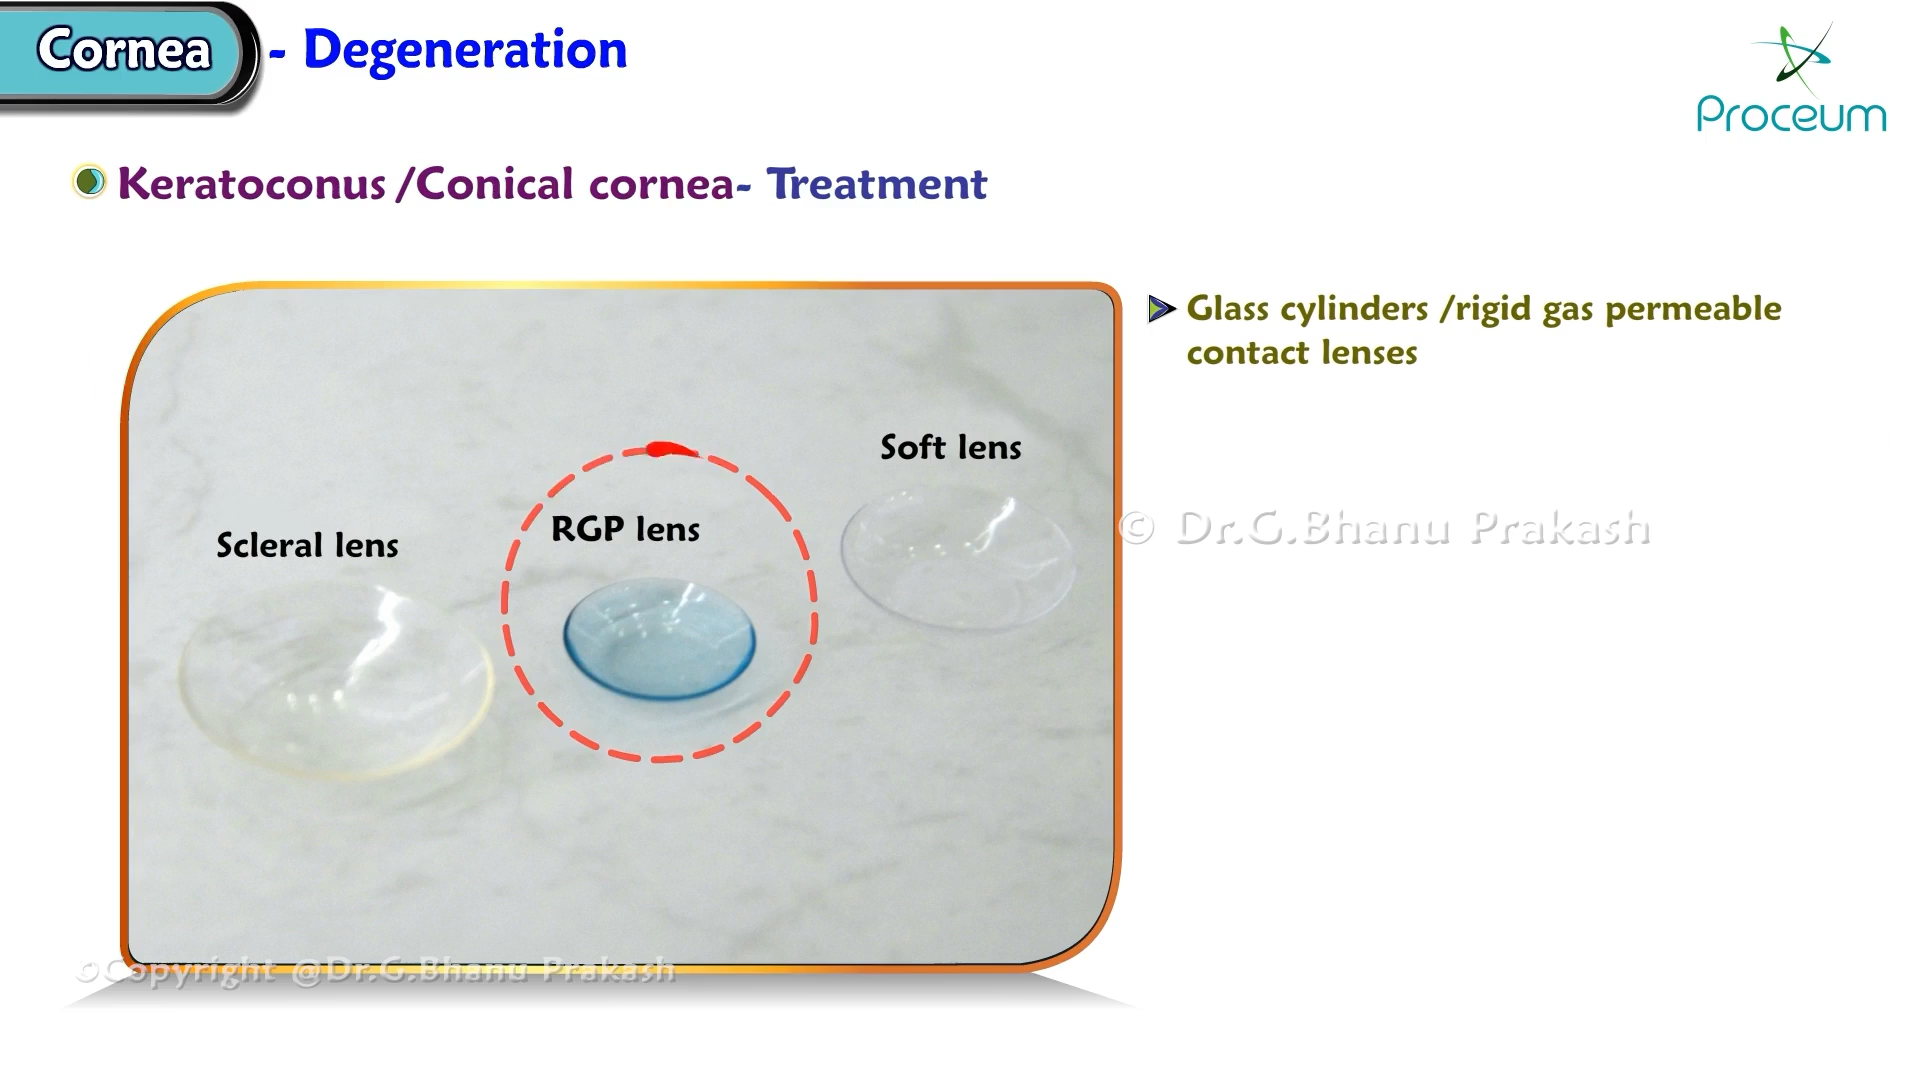 Cornea - Degeneration
Proceum
Keratoconus /Conical cornea- Treatment
Glass cylinders /rigid gas permeable
contact lenses
Soft lens
RGP lens
Scleral lens
© Dr.G.Bhanu Prakash
©Copyright @Dr.G.Bhanu Prakash